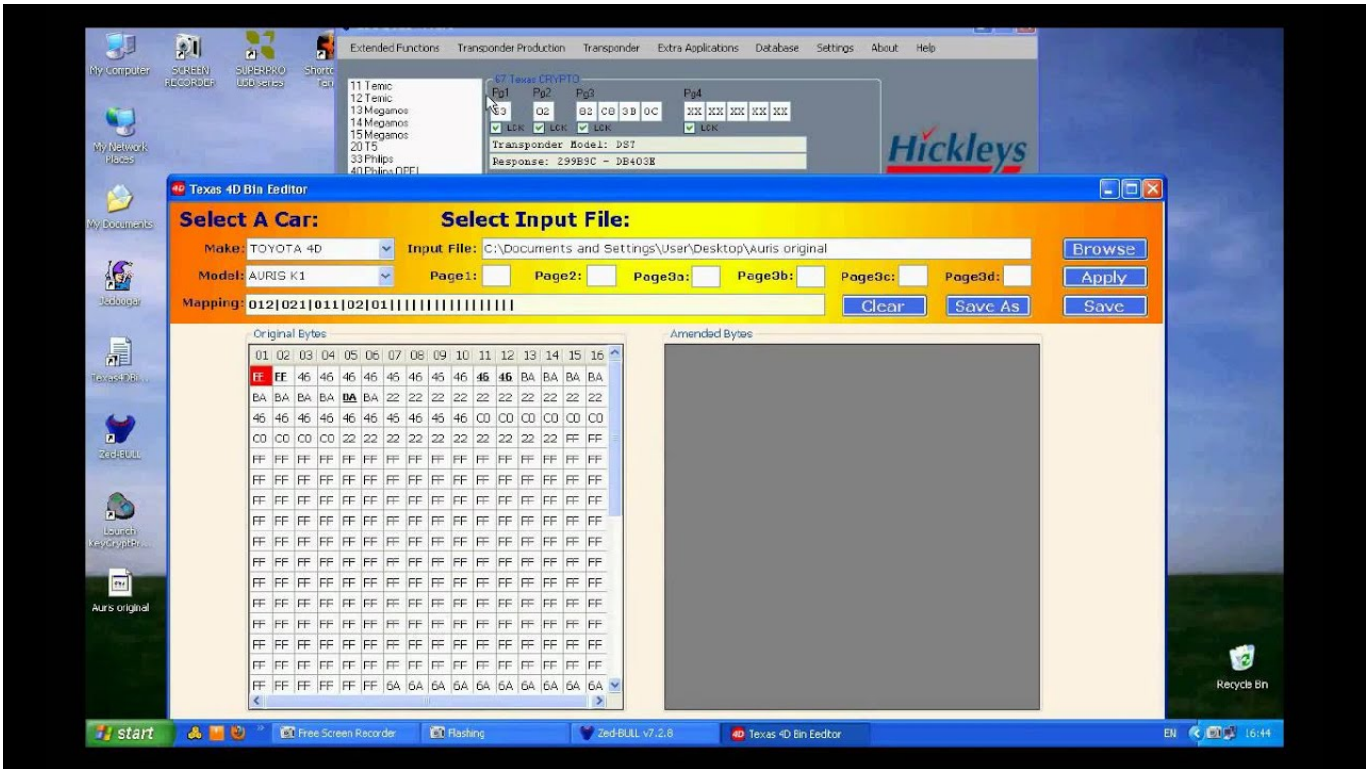 Extended Functions Transponder Production Transponder Extra Applications Database Settings About Help
11 Temic
12 Temic
13 Megamos
14 Megamos
15 Megamos
20 T5
33 Philips
40 Philips OPEL
67 Texas CRYPTO
Pg1 Pg2 Pg3 Pg4
53 02 82 C8 3B 0C XX XX XX XX XX
LCK LCK LCK LCK
Transponder Model: DST
Response: 299B9C - DB403E
Hickleys
My Computer
SCREEN RECORDER
SUPERPRO USB series
My Network Places
My Documents
Jadoogar
Texas4DBi...
Zed-BULL
Launch KeyCryptPr...
Auris original
Recycle Bin
Texas 4D Bin Eeditor
Select A Car: Select Input File:
Make: TOYOTA 4D Input File: C:\Documents and Settings\User\Desktop\Auris original Browse
Model: AURIS K1 Page1: Page2: Page3a: Page3b: Page3c: Page3d: Apply
Mapping: 012|021|011|02|01||||||||||||||||| Clear Save As Save
Original Bytes Amended Bytes
01 02 03 04 05 06 07 08 09 10 11 12 13 14 15 16
FF FF 46 46 46 46 46 46 46 46 46 46 BA BA BA BA
BA BA BA BA BA BA 22 22 22 22 22 22 22 22 22 22
46 46 46 46 46 46 46 46 46 46 C0 C0 C0 C0 C0 C0
C0 C0 C0 C0 22 22 22 22 22 22 22 22 22 22 FF FF
FF FF FF FF FF FF FF FF FF FF FF FF FF FF FF FF
FF FF FF FF FF FF FF FF FF FF FF FF FF FF FF FF
FF FF FF FF FF FF FF FF FF FF FF FF FF FF FF FF
FF FF FF FF FF FF FF FF FF FF FF FF FF FF FF FF
FF FF FF FF FF FF FF FF FF FF FF FF FF FF FF FF
FF FF FF FF FF FF FF FF FF FF FF FF FF FF FF FF
FF FF FF FF FF FF FF FF FF FF FF FF FF FF FF FF
FF FF FF FF FF FF FF FF FF FF FF FF FF FF FF FF
FF FF FF FF FF FF FF FF FF FF FF FF FF FF FF FF
FF FF FF FF FF FF FF FF FF FF FF FF FF FF FF FF
FF FF FF FF FF FF FF FF FF FF FF FF FF FF FF FF
FF FF FF FF FF FF 6A 6A 6A 6A 6A 6A 6A 6A 6A 6A
start Free Screen Recorder Flashing Zed-BULL v7.2.8 Texas 4D Bin Eeditor EN 16:44